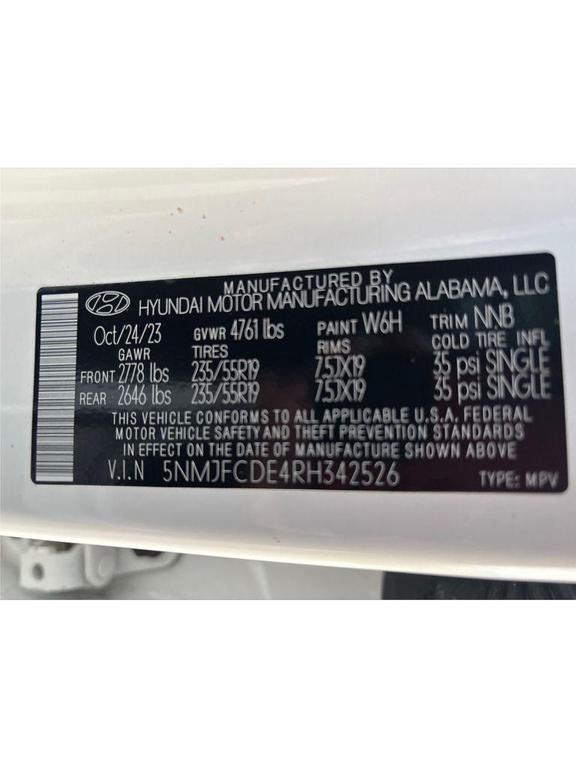 MANUFACTURED BY
HYUNDAI MOTOR MANUFACTURING ALABAMA, LLC
Oct/24/23 GVWR 4761 lbs PAINT W6H TRIM NNB
GAWR TIRES RIMS COLD TIRE INFL
FRONT 2778 lbs 235/55R19 7.5JX19 35 psi SINGLE
REAR 2646 lbs 235/55R19 7.5JX19 35 psi SINGLE
THIS VEHICLE CONFORMS TO ALL APPLICABLE U.S.A. FEDERAL
MOTOR VEHICLE SAFETY AND THEFT PREVENTION STANDARDS
IN EFFECT ON THE DATE OF MANUFACTURE SHOWN ABOVE
V.I.N 5NMJFCDE4RH342526 TYPE: MPV